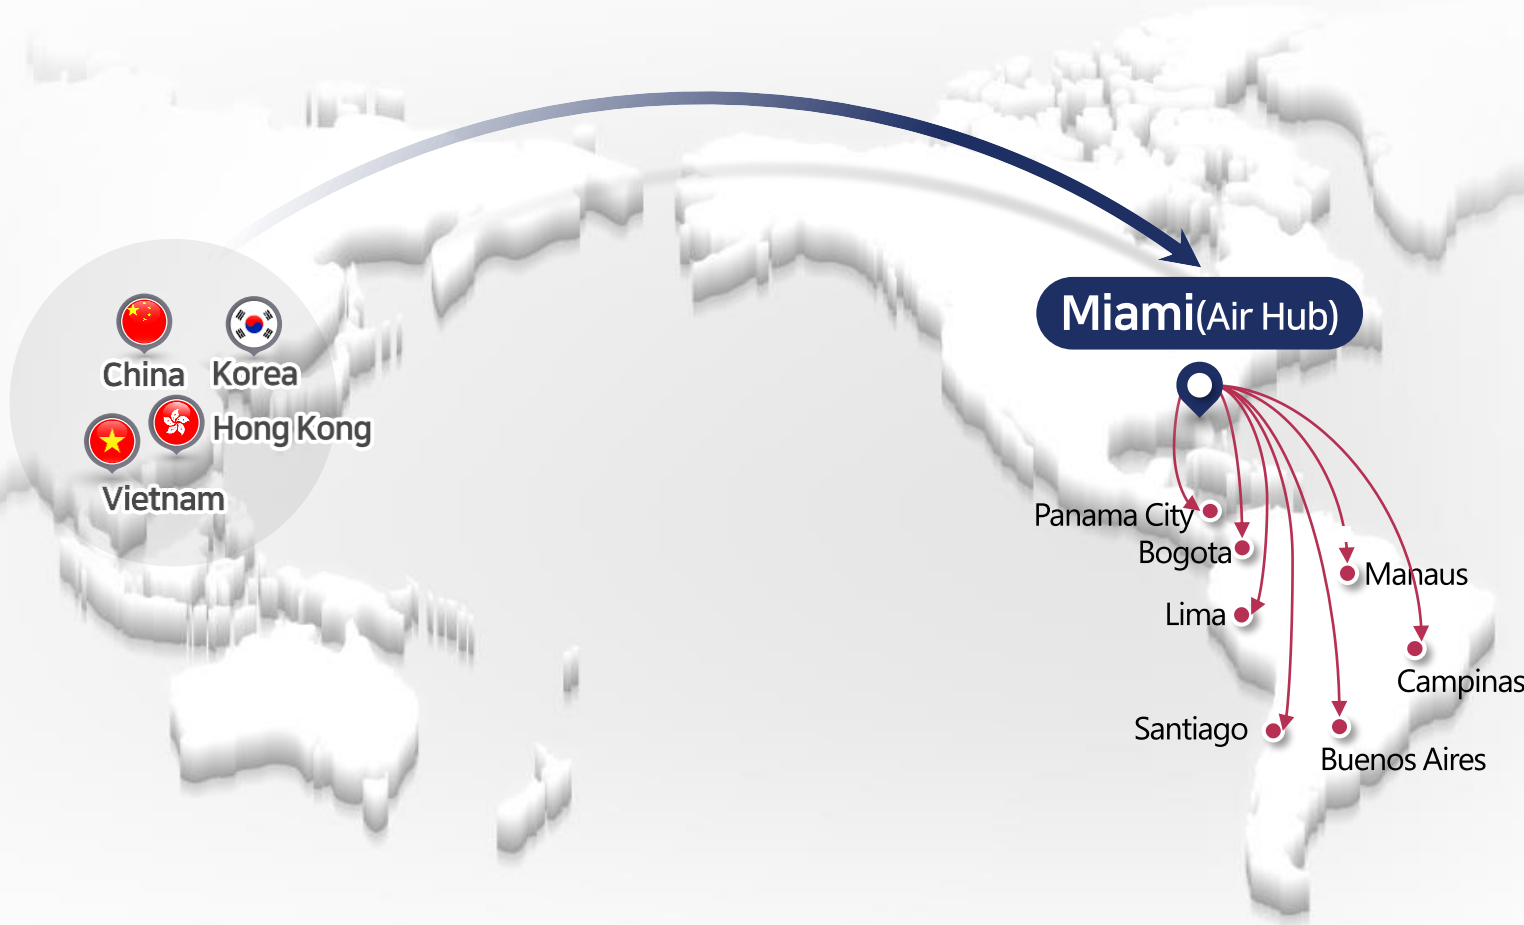 China
Korea
Hong Kong
Vietnam
Miami(Air Hub)
Panama City
Bogota
Manaus
Lima
Campinas
Santiago
Buenos Aires